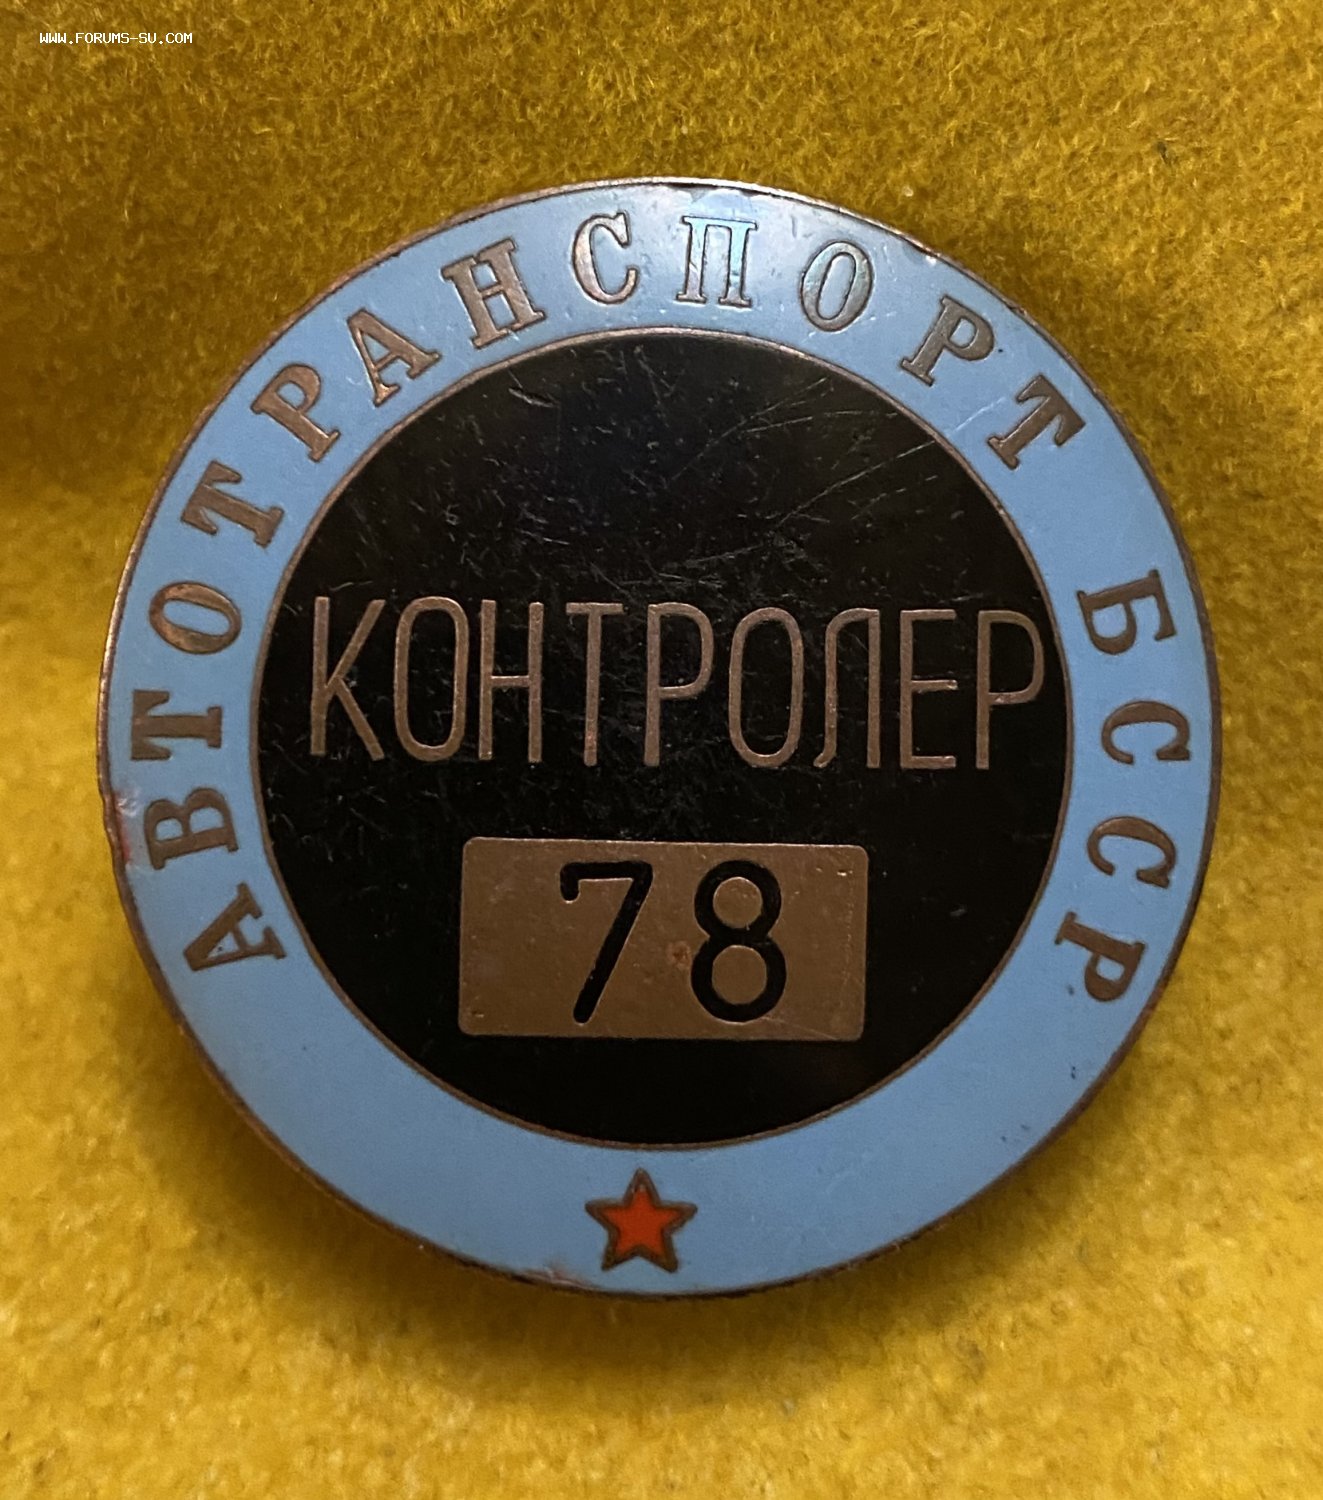 WWW.FORUMS-SU.COM
АВТОТРАНСПОРТ БССР
КОНТРОЛЕР
78